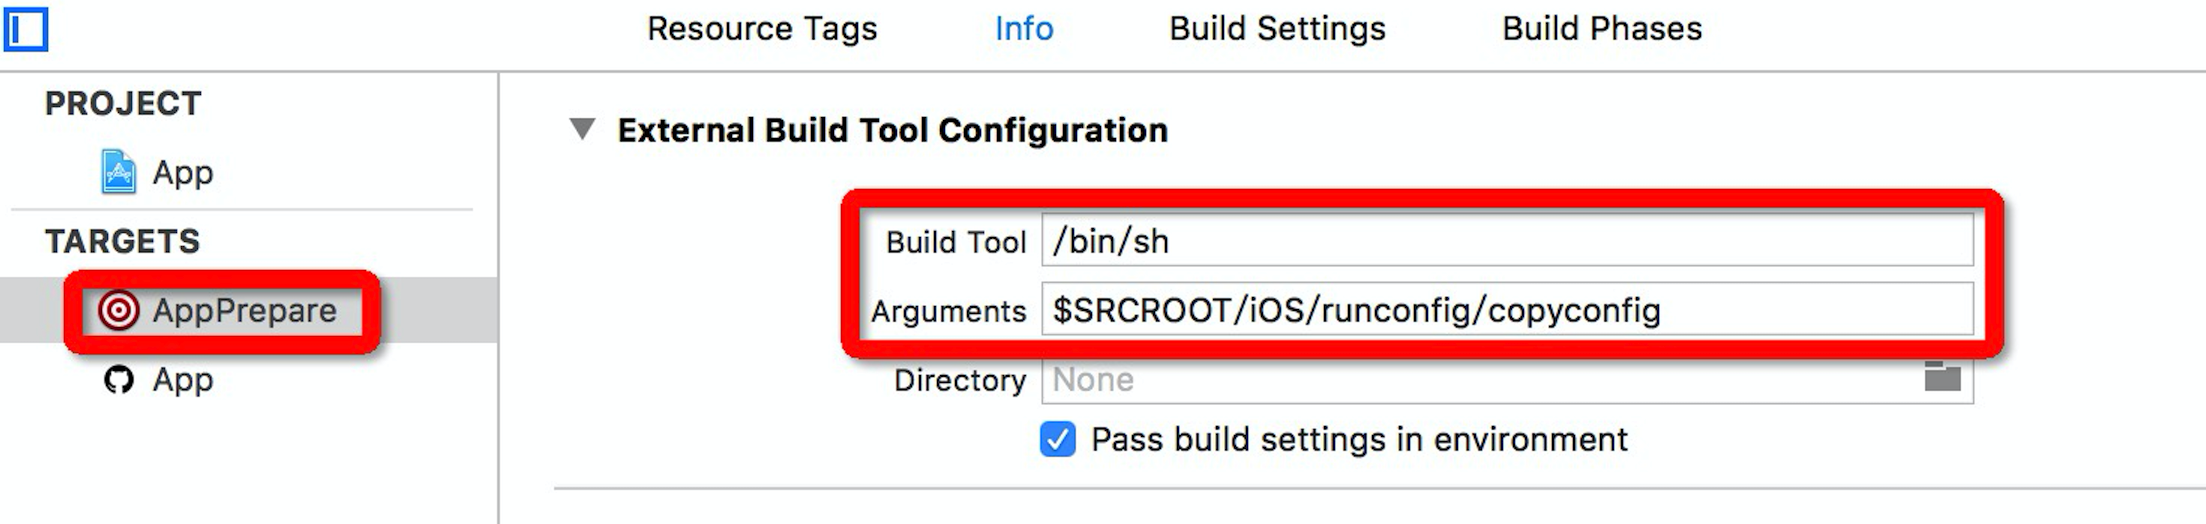 Resource Tags Info Build Settings Build Phases
PROJECT
App
TARGETS
AppPrepare
App
External Build Tool Configuration
Build Tool /bin/sh
Arguments $SRCROOT/iOS/runconfig/copyconfig
Directory None
Pass build settings in environment